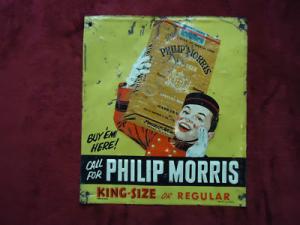 PHILIP MORRIS
BUY 'EM
HERE!
CALL
FOR
PHILIP MORRIS
KING-SIZE OR REGULAR